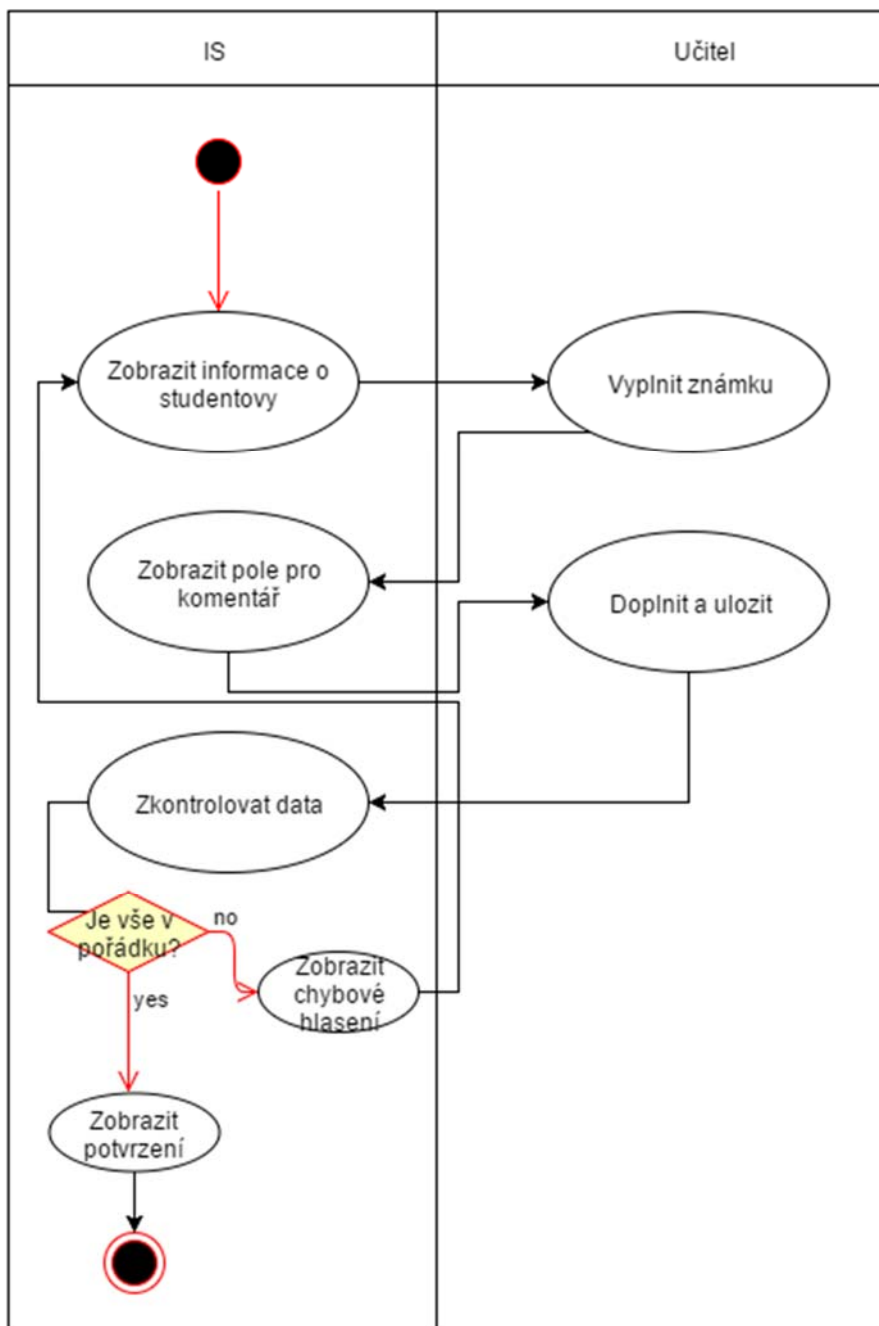 IS
Učitel
Zobrazit informace o
studentovy
Vyplnit známku
Zobrazit pole pro
komentář
Doplnit a ulozit
Zkontrolovat data
Je vše v
pořádku?
no
Zobrazit
chybové
hlasení
yes
Zobrazit
potvrzení